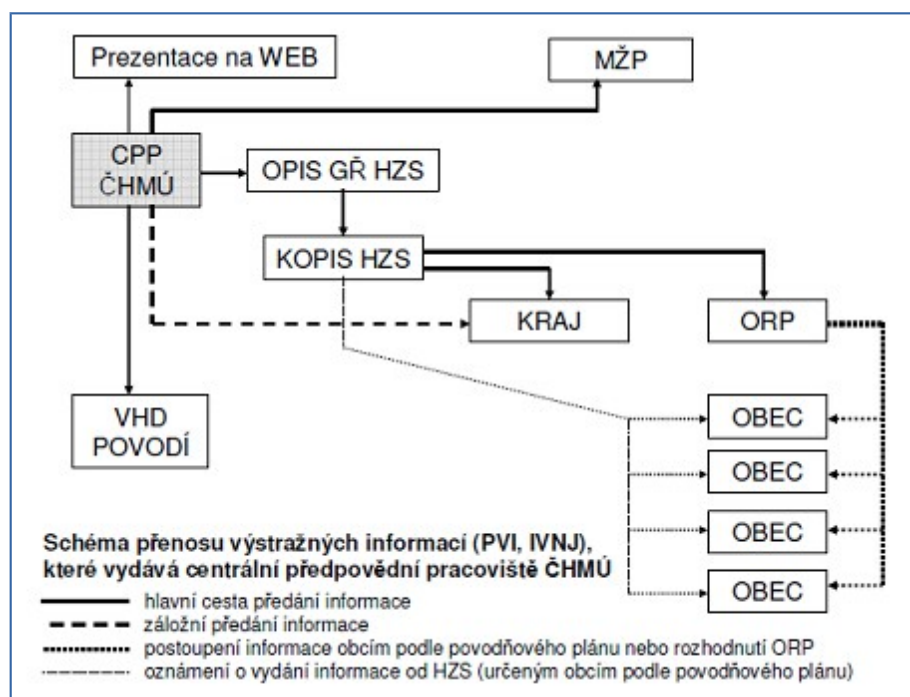 Prezentace na WEB
MŽP
CPP
ČHMÚ
OPIS GŘ HZS
KOPIS HZS
KRAJ
ORP
VHD
POVODÍ
OBEC
OBEC
OBEC
OBEC
Schéma přenosu výstražných informací (PVI, IVNJ),
které vydává centrální předpovědní pracoviště ČHMÚ
hlavní cesta předání informace
záložní předání informace
postoupení informace obcím podle povodňového plánu nebo rozhodnutí ORP
oznámení o vydání informace od HZS (určeným obcím podle povodňového plánu)